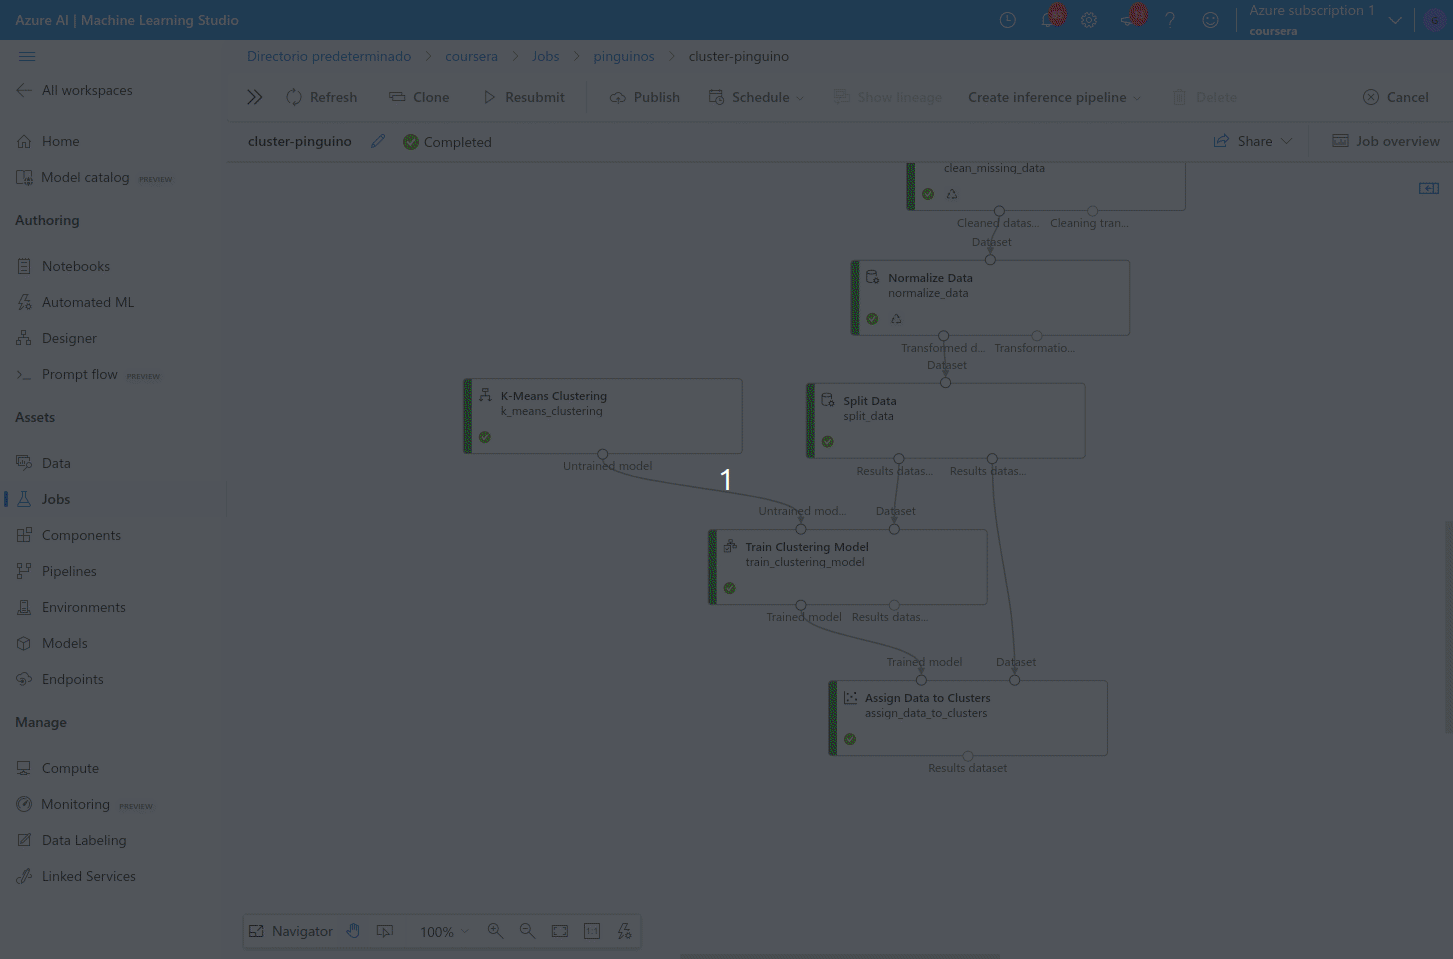 Azure AI | Machine Learning Studio
Azure subscription 1
coursera
All workspaces
Home
Model catalog PREVIEW
Authoring
Notebooks
Automated ML
Designer
Prompt flow PREVIEW
Assets
Data
Jobs
Components
Pipelines
Environments
Models
Endpoints
Manage
Compute
Monitoring PREVIEW
Data Labeling
Linked Services
Directorio predeterminado > coursera > Jobs > pinguinos > cluster-pinguino
Refresh Clone Resubmit Publish Schedule Show lineage Create inference pipeline Delete Cancel
cluster-pinguino Completed Share Job overview
clean_missing_data
Cleaned datas... Cleaning tran...
Dataset
Normalize Data
normalize_data
Transformed d... Transformatio...
Dataset
K-Means Clustering
k_means_clustering
Untrained model
Split Data
split_data
Results datas... Results datas...
1
Untrained mod... Dataset
Train Clustering Model
train_clustering_model
Trained model Results datas...
Trained model Dataset
Assign Data to Clusters
assign_data_to_clusters
Results dataset
Navigator 100% 1:1